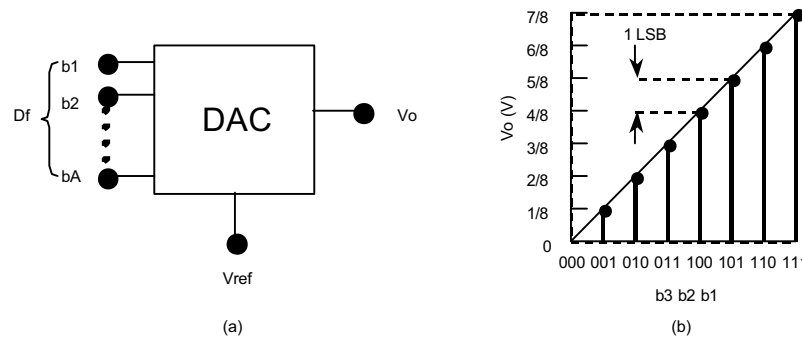 b1
b2
Df
bA
DAC
Vo
Vref
(a)
7/8
6/8
5/8
4/8
3/8
2/8
1/8
0
Vo (V)
1 LSB
000 001 010 011 100 101 110 111
b3 b2 b1
(b)